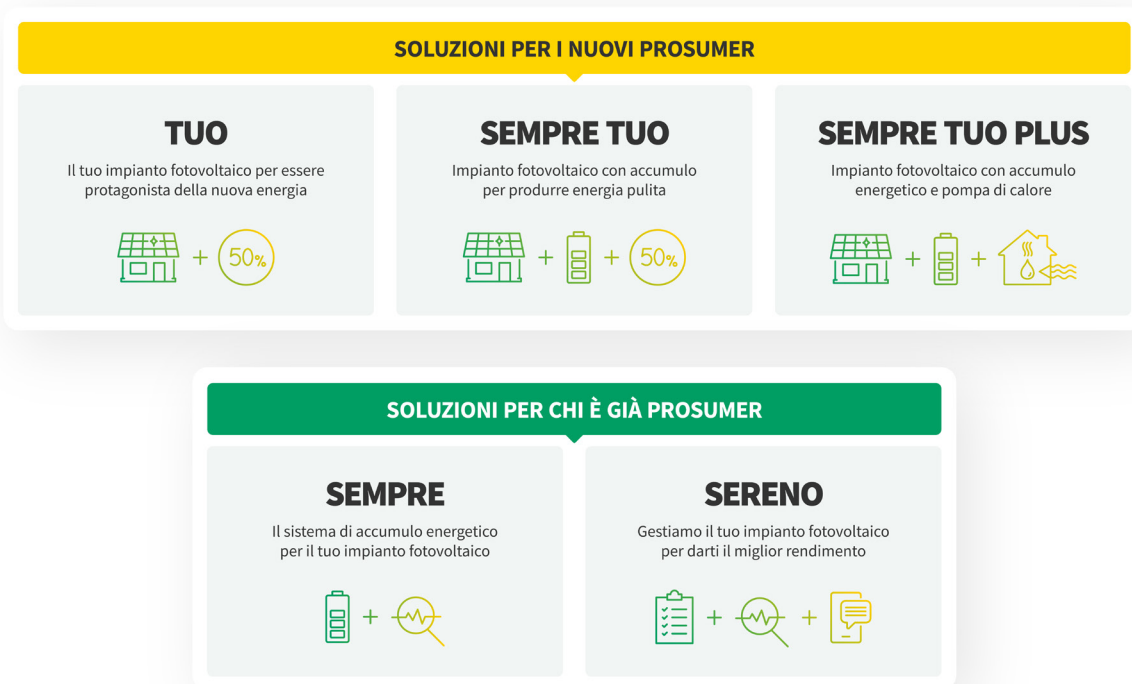 SOLUZIONI PER I NUOVI PROSUMER
TUO
Il tuo impianto fotovoltaico per essere
protagonista della nuova energia
+ 50%
SEMPRE TUO
Impianto fotovoltaico con accumulo
per produrre energia pulita
+ + 50%
SEMPRE TUO PLUS
Impianto fotovoltaico con accumulo
energetico e pompa di calore
+ +
SOLUZIONI PER CHI È GIÀ PROSUMER
SEMPRE
Il sistema di accumulo energetico
per il tuo impianto fotovoltaico
+
SERENO
Gestiamo il tuo impianto fotovoltaico
per darti il miglior rendimento
+ +